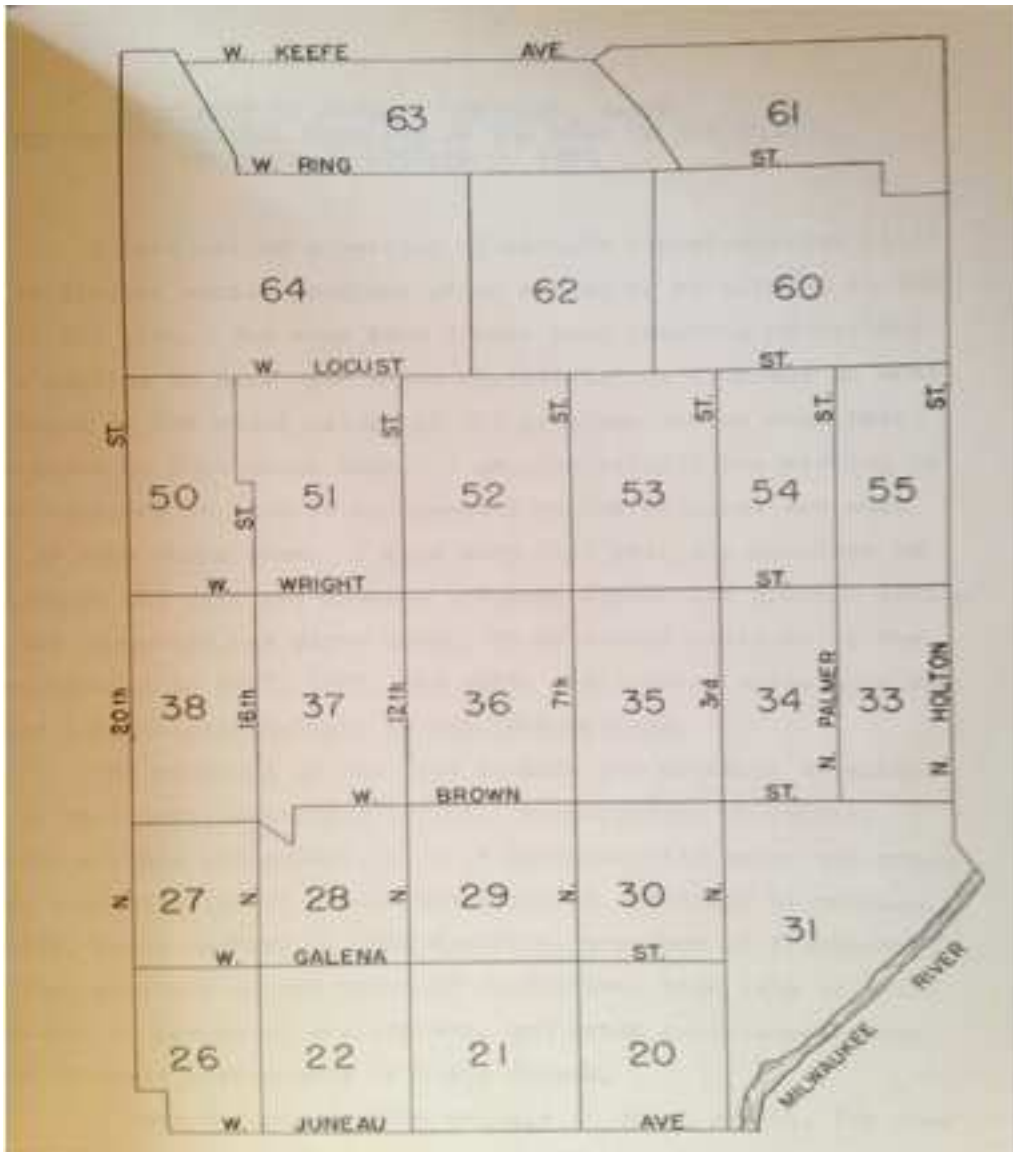 W. KEEFE AVE.
63 61
W. RING ST.
64 62 60
W. LOCUST ST.
ST. ST. ST. ST. ST. ST.
50 51 52 53 54 55
ST.
W. WRIGHT ST.
20th 38 16th 37 12th 36 7th 35 3rd 34 N. PALMER 33 N. HOLTON
W. BROWN ST.
N. 27 N. 28 N. 29 N. 30 N. 31
W. GALENA ST.
MILWAUKEE RIVER
26 22 21 20
W. JUNEAU AVE.